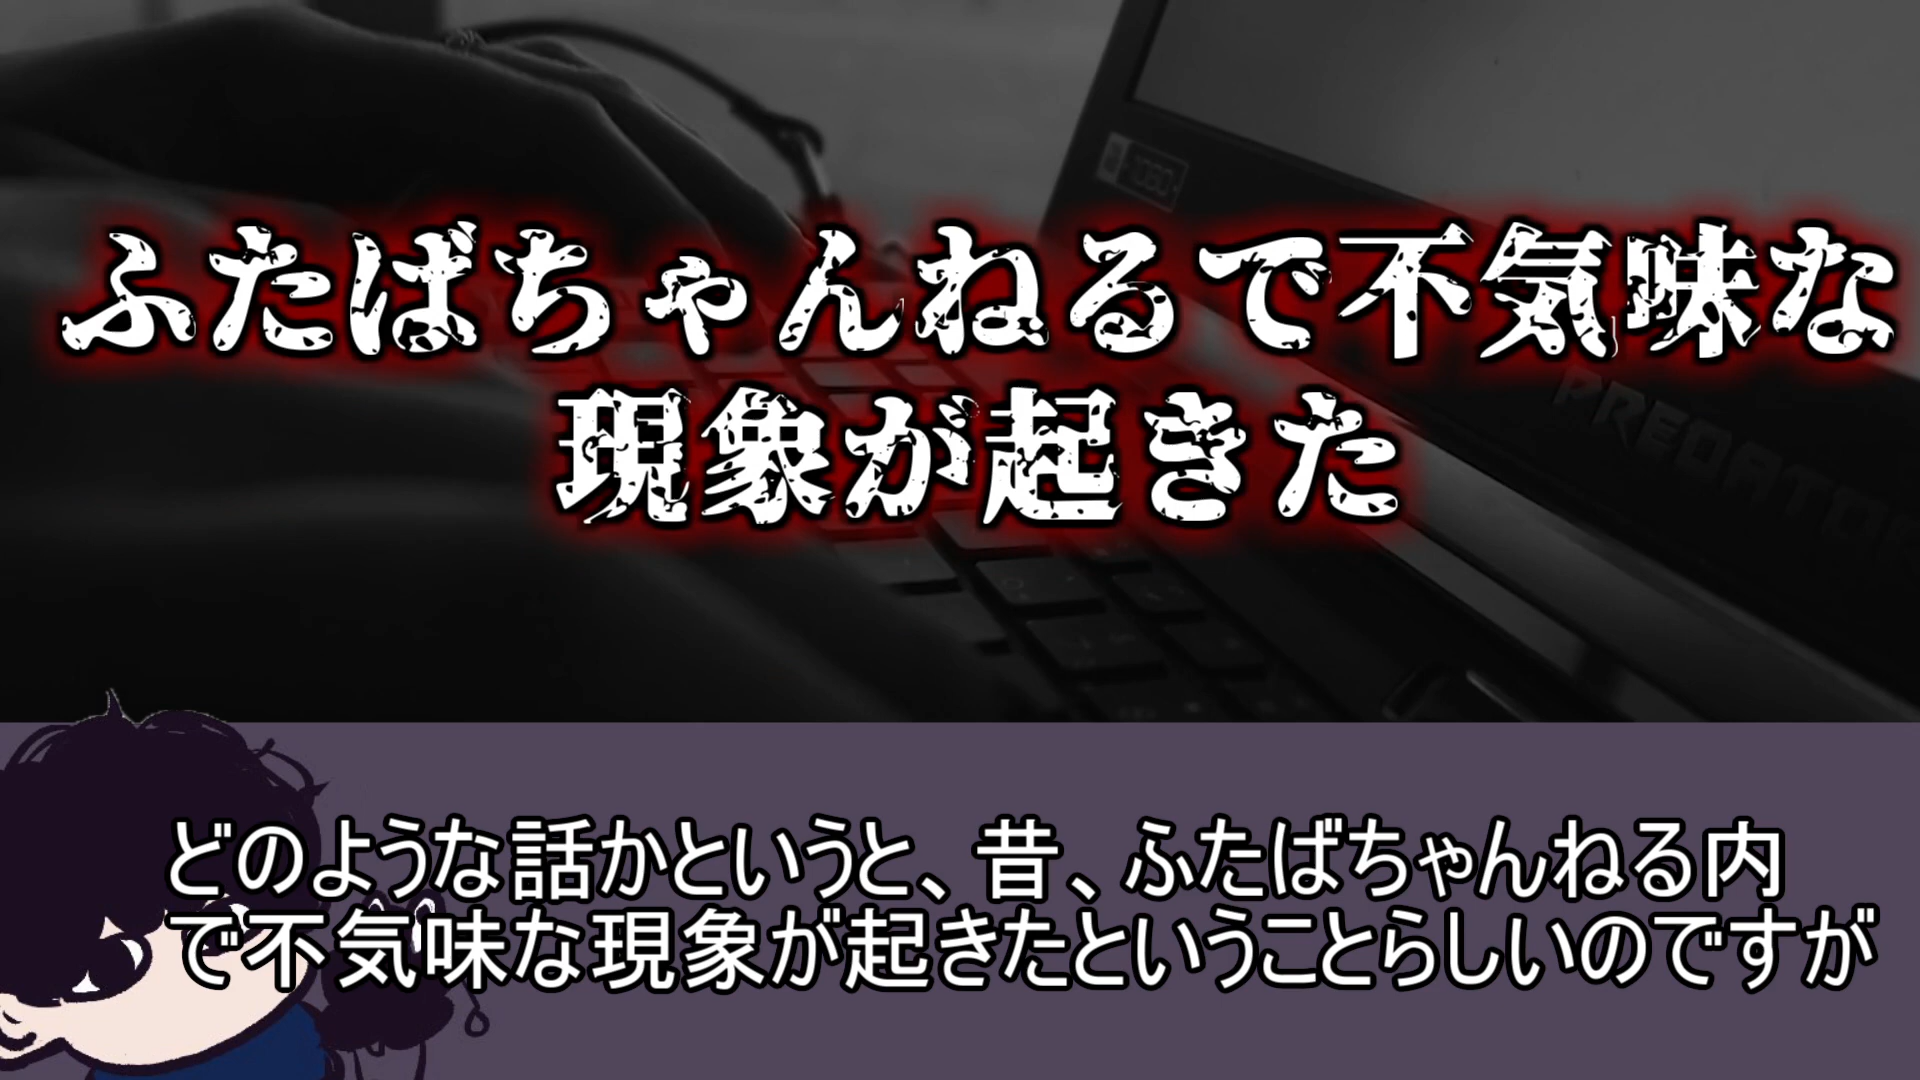 ふたばちゃんねるで不気味な
現象が起きた
PREDATOR
どのような話かというと、昔、ふたばちゃんねる内
で不気味な現象が起きたということらしいのですが